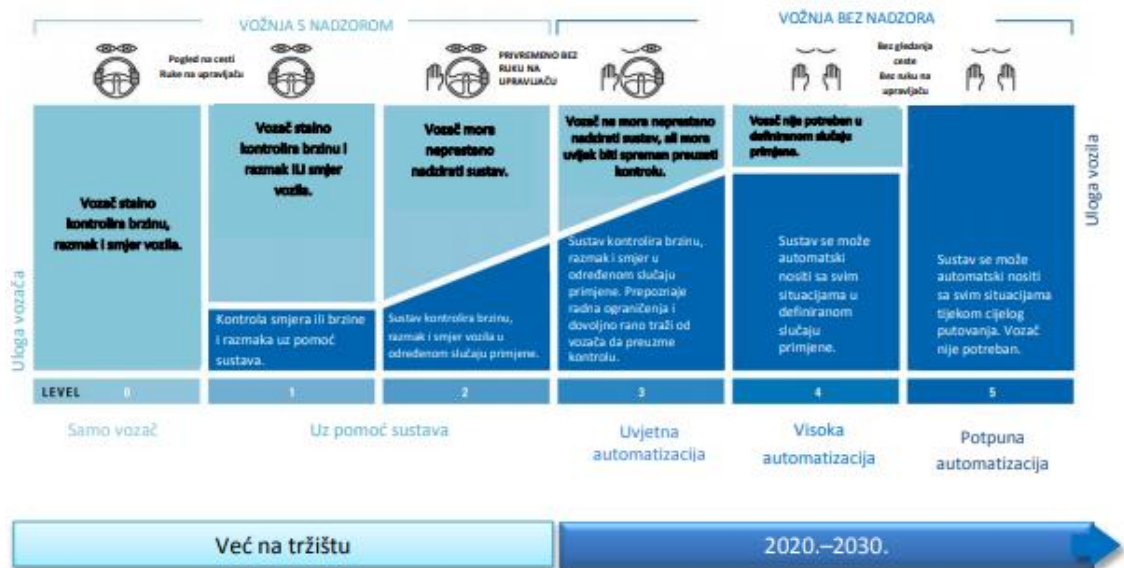 VOŽNJA S NADZOROM
VOŽNJA BEZ NADZORA
Pogled na cesti
Ruke na upravljaču
PRIVREMENO BEZ
RUKU NA
UPRAVLJAČU
Bez gledanja
ceste
Bez ruku na
upravljaču
Uloga vozača
Vozač stalno
kontrolira brzinu,
razmak i smjer vozila.
Vozač stalno
kontrolira brzinu i
razmak ILI smjer
vozila.
Kontrola smjera ili brzine
i razmaka uz pomoć
sustava.
Vozač mora
neprestano
nadzirati sustav.
Sustav kontrolira brzinu,
razmak i smjer vozila u
određenom slučaju primjene.
Vozač ne mora neprestano
nadzirati sustav, ali mora
uvijek biti spreman preuzeti
kontrolu.
Sustav kontrolira brzinu,
razmak i smjer u
određenom slučaju
primjene. Prepoznaje
radna ograničenja i
dovoljno rano traži od
vozača da preuzme
kontrolu.
Vozač nije potreban u
definiranom slučaju
primjene.
Sustav se može
automatski
nositi sa svim
situacijama u
definiranom
slučaju
primjene.
Sustav se može
automatski nositi
sa svim situacijama
tijekom cijelog
putovanja. Vozač
nije potreban.
Uloga vozila
LEVEL 0 1 2 3 4 5
Samo vozač
Uz pomoć sustava
Uvjetna
automatizacija
Visoka
automatizacija
Potpuna
automatizacija
Već na tržištu
2020.–2030.